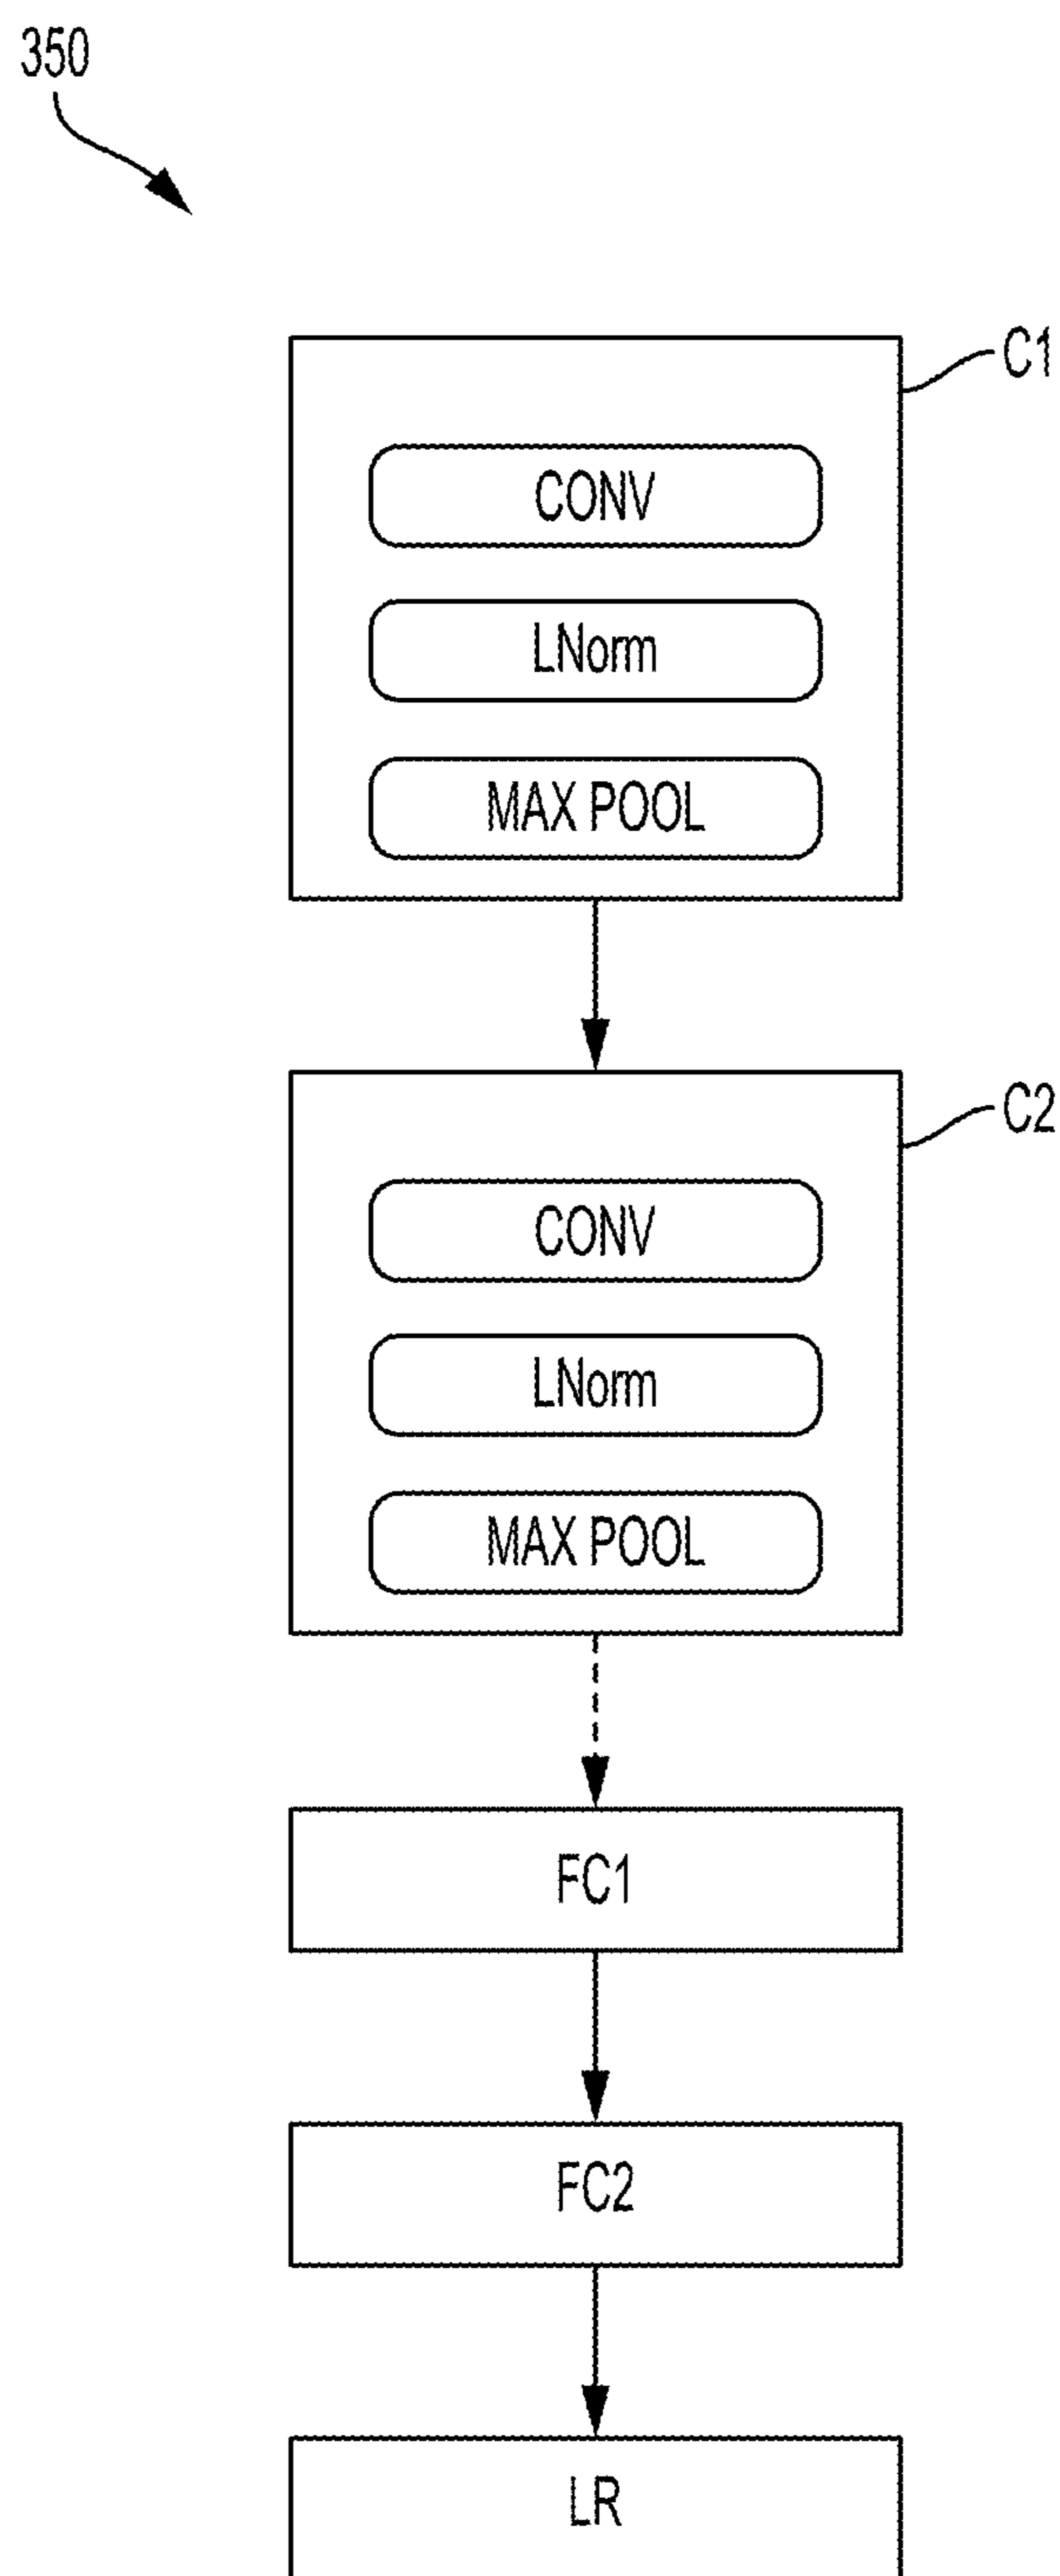 350
C1
CONV
LNorm
MAX POOL
C2
CONV
LNorm
MAX POOL
FC1
FC2
LR